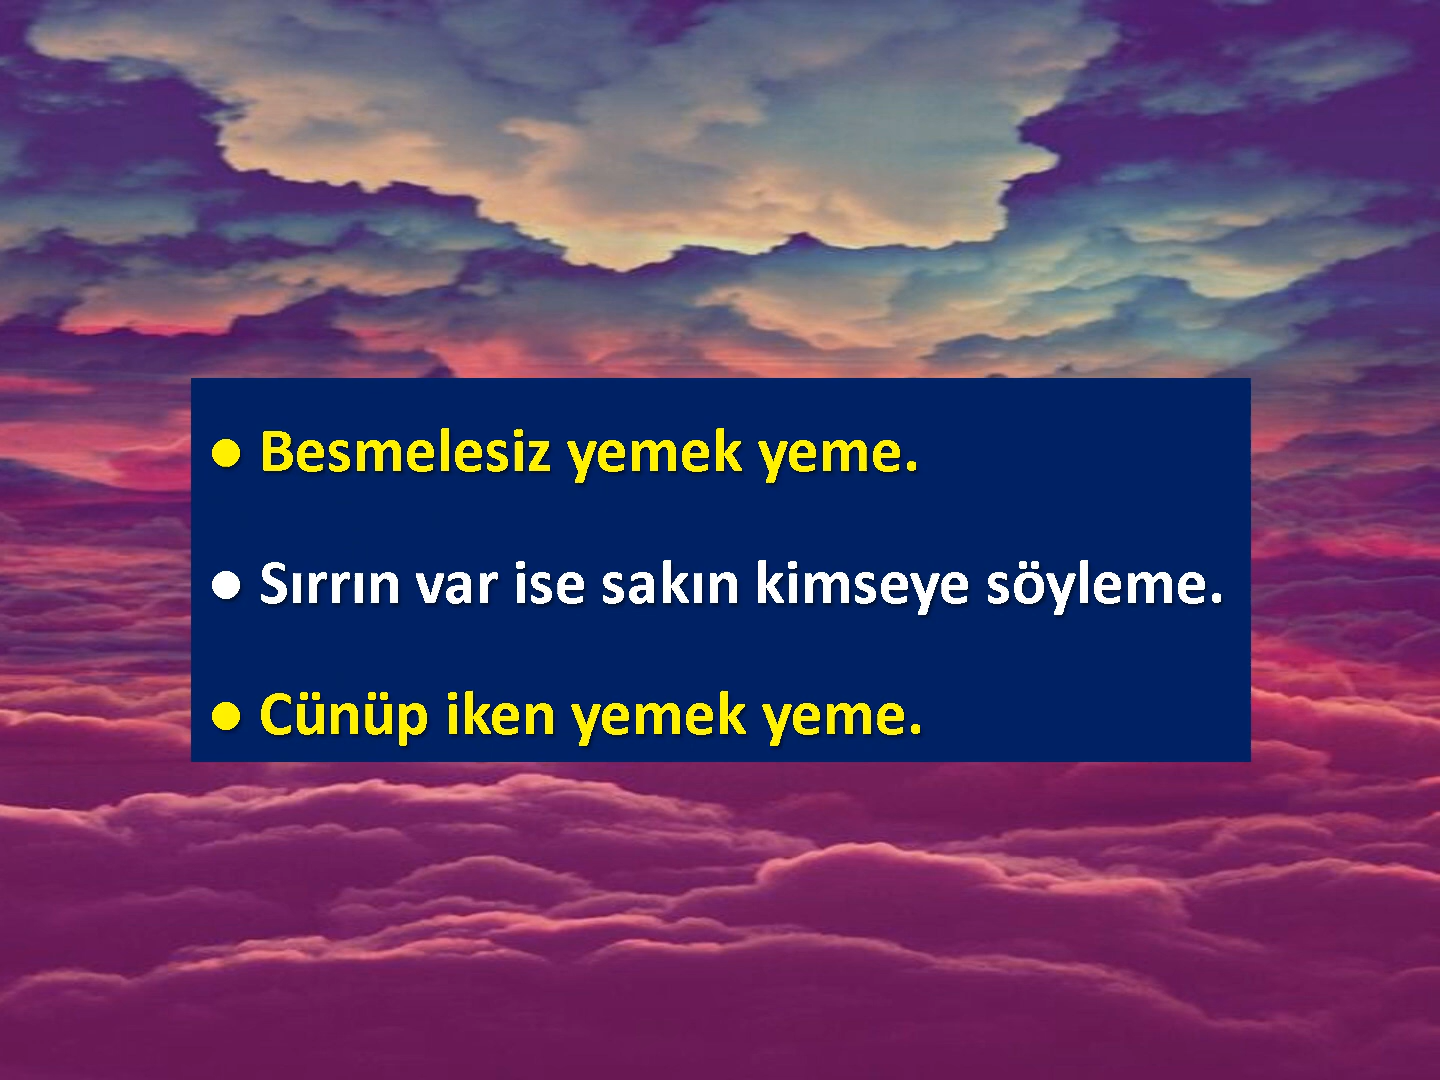 ● Besmelesiz yemek yeme.
● Sırrın var ise sakın kimseye söyleme.
● Cünüp iken yemek yeme.